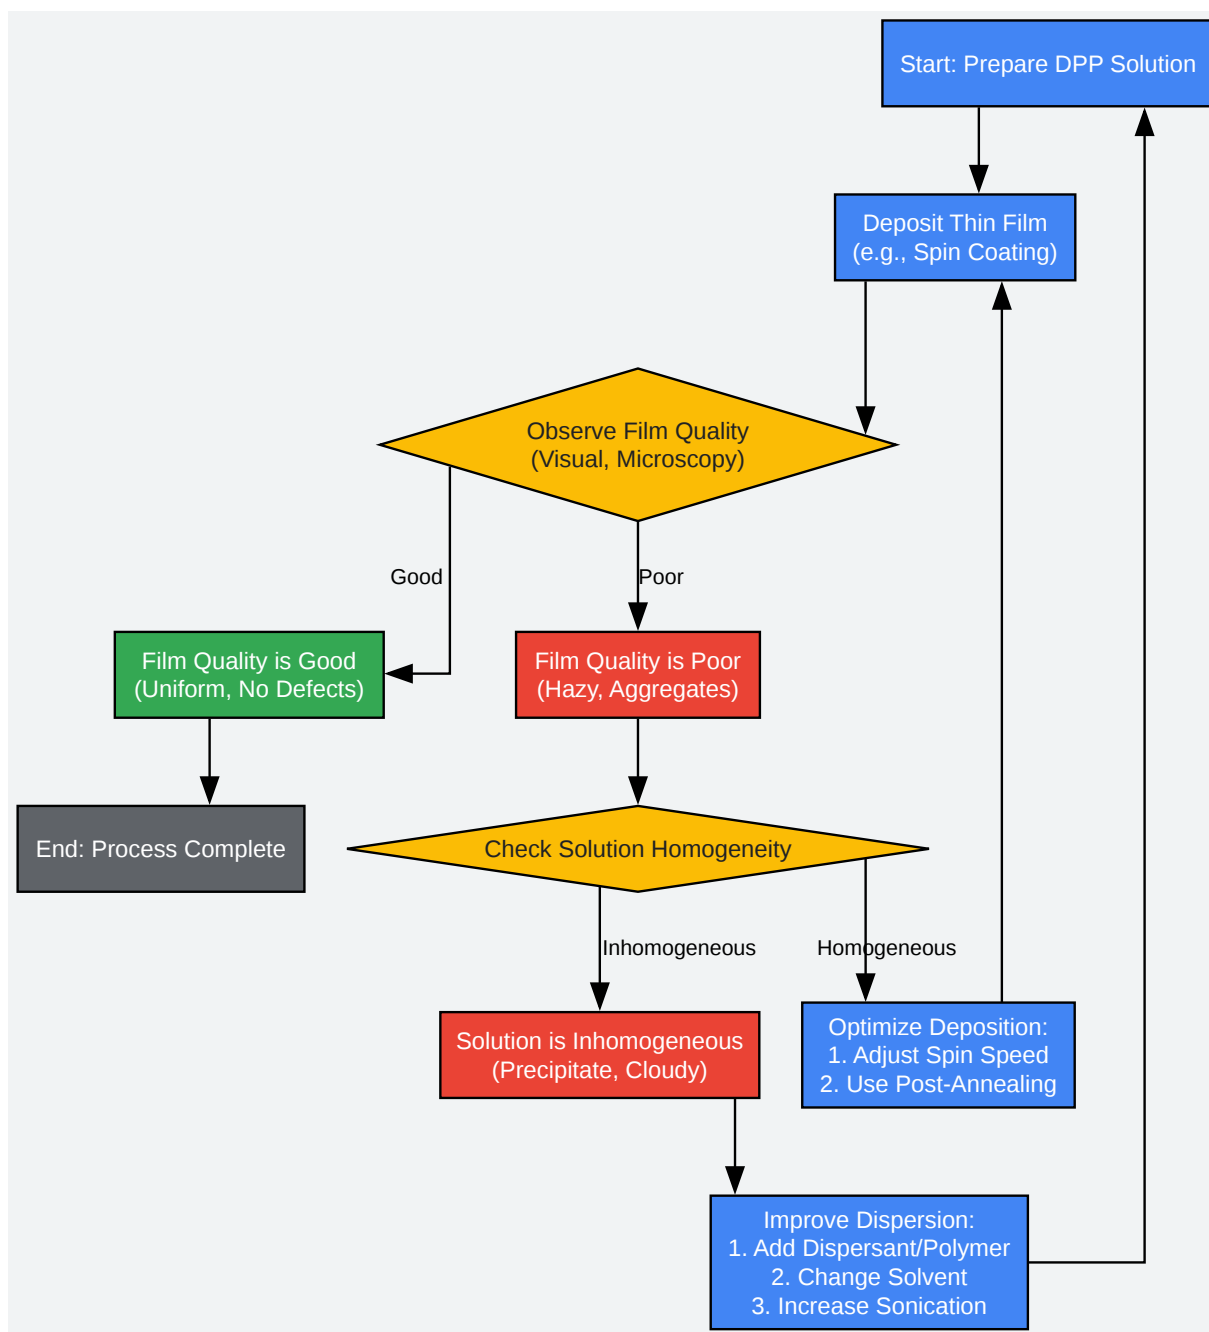 Start: Prepare DPP Solution
Deposit Thin Film
(e.g., Spin Coating)
Observe Film Quality
(Visual, Microscopy)
Good
Poor
Film Quality is Good
(Uniform, No Defects)
Film Quality is Poor
(Hazy, Aggregates)
End: Process Complete
Check Solution Homogeneity
Inhomogeneous
Homogeneous
Solution is Inhomogeneous
(Precipitate, Cloudy)
Optimize Deposition:
1. Adjust Spin Speed
2. Use Post-Annealing
Improve Dispersion:
1. Add Dispersant/Polymer
2. Change Solvent
3. Increase Sonication